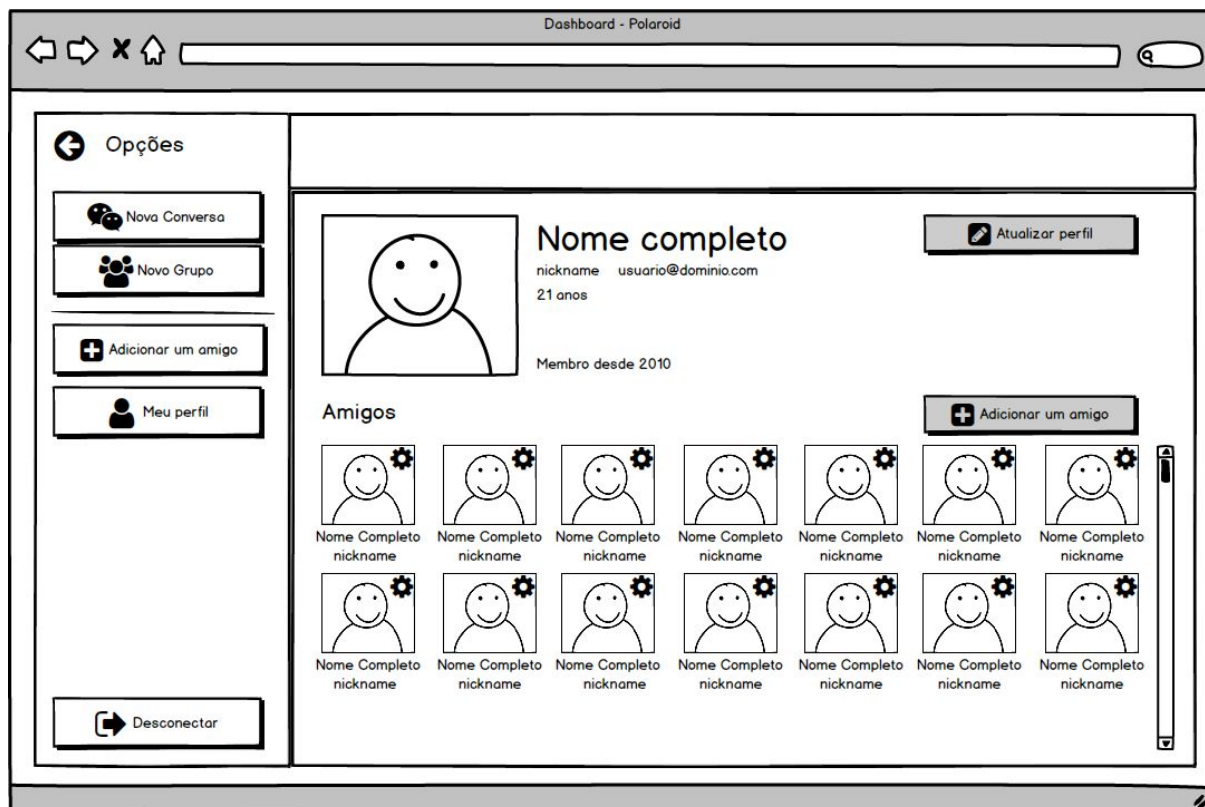 Dashboard - Polaroid
Opções
Nova Conversa
Novo Grupo
Adicionar um amigo
Meu perfil
Desconectar
Nome completo
nickname usuario@dominio.com
21 anos
Membro desde 2010
Atualizar perfil
Amigos
Adicionar um amigo
Nome Completo Nome Completo Nome Completo Nome Completo Nome Completo Nome Completo Nome Completo
nickname nickname nickname nickname nickname nickname nickname
Nome Completo Nome Completo Nome Completo Nome Completo Nome Completo Nome Completo Nome Completo
nickname nickname nickname nickname nickname nickname nickname